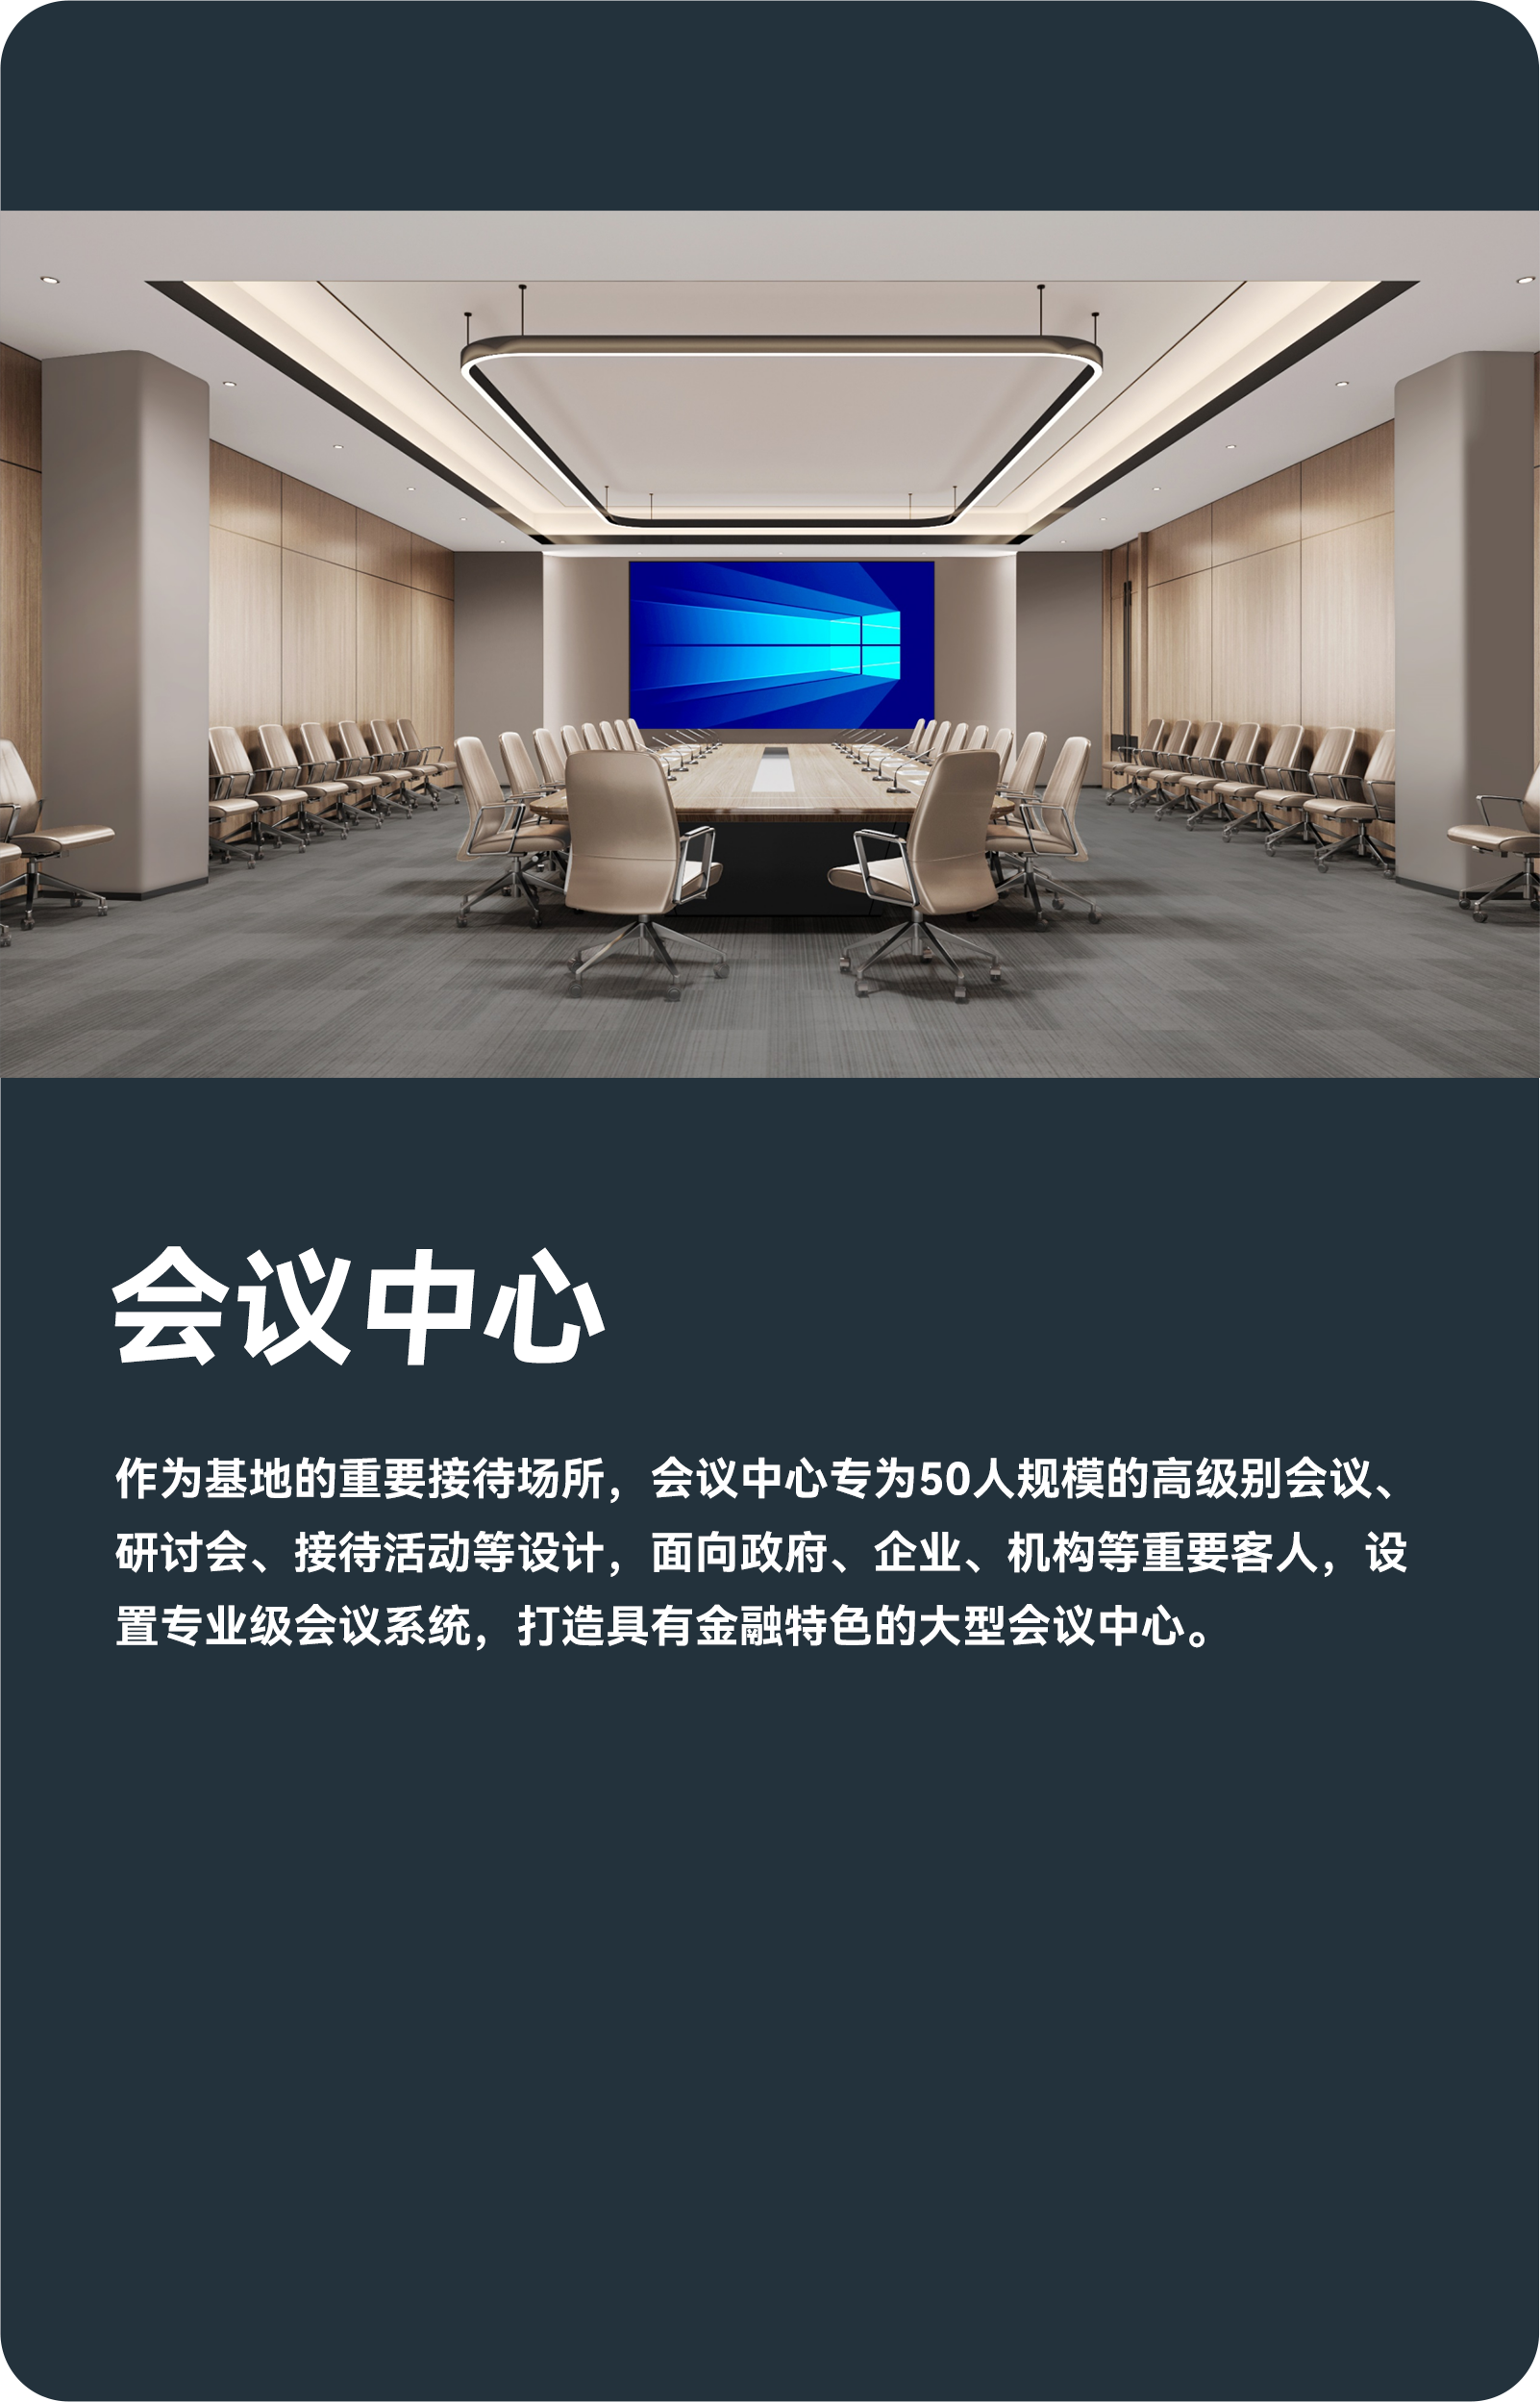 会议中心
作为基地的重要接待场所，会议中心专为50人规模的高级别会议、
研讨会、接待活动等设计，面向政府、企业、机构等重要客人，设
置专业级会议系统，打造具有金融特色的大型会议中心。